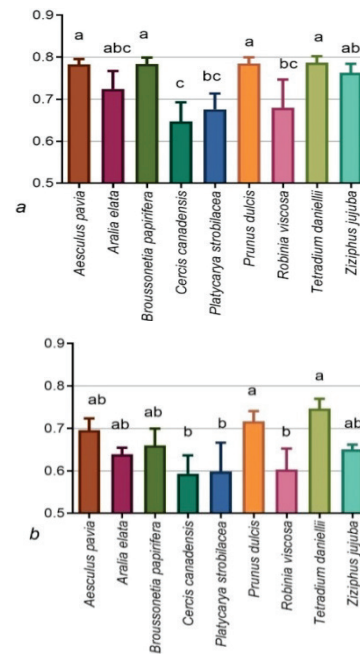 a abc a c bc a bc a ab
0.9
0.8
0.7
0.6
0.5
a
Aesculus pavia
Aralia elata
Broussonetia papirifera
Cercis canadensis
Platycarya strobilacea
Prunus dulcis
Robinia viscosa
Tetradium daniellii
Ziziphus jujuba
0.9
0.8
0.7
0.6
0.5
ab ab ab b b a b a ab
b
Aesculus pavia
Aralia elata
Broussonetia papirifera
Cercis canadensis
Platycarya strobilacea
Prunus dulcis
Robinia viscosa
Tetradium daniellii
Ziziphus jujuba